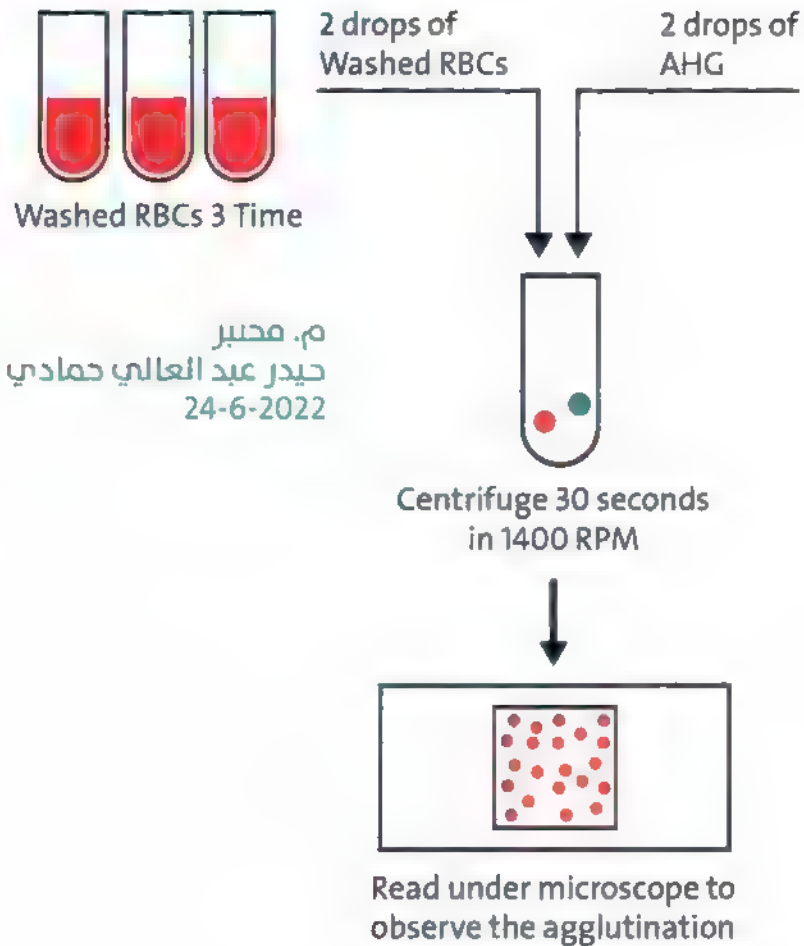 2 drops of
Washed RBCs
2 drops of
AHG
Washed RBCs 3 Time
م. مختبر
حيدر عبد العالي حمادي
24-6-2022
Centrifuge 30 seconds
in 1400 RPM
Read under microscope to
observe the agglutination